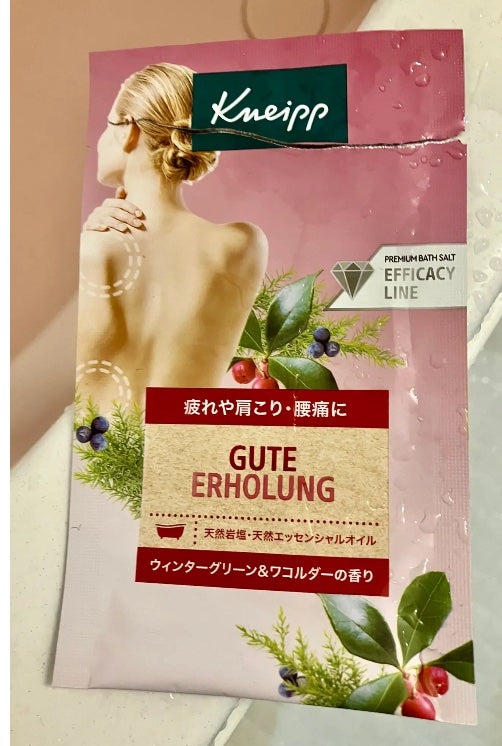 Kneipp
PREMIUM BATH SALT
EFFICACY
LINE
疲れや肩こり・腰痛に
GUTE
ERHOLUNG
天然岩塩・天然エッセンシャルオイル
ウィンターグリーン&ワコルダーの香り